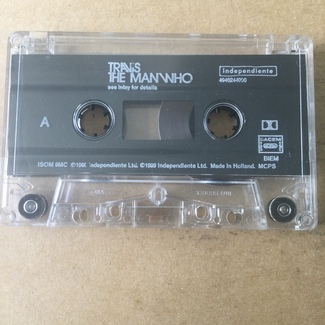 TRAVIS
THE MAN WHO
see inlay for details
Independiente
A
SACEM
BIEM
ISOM 9MC ©1999 Independiente Ltd. ℗1999 Independiente Ltd. Made in Holland. MCPS